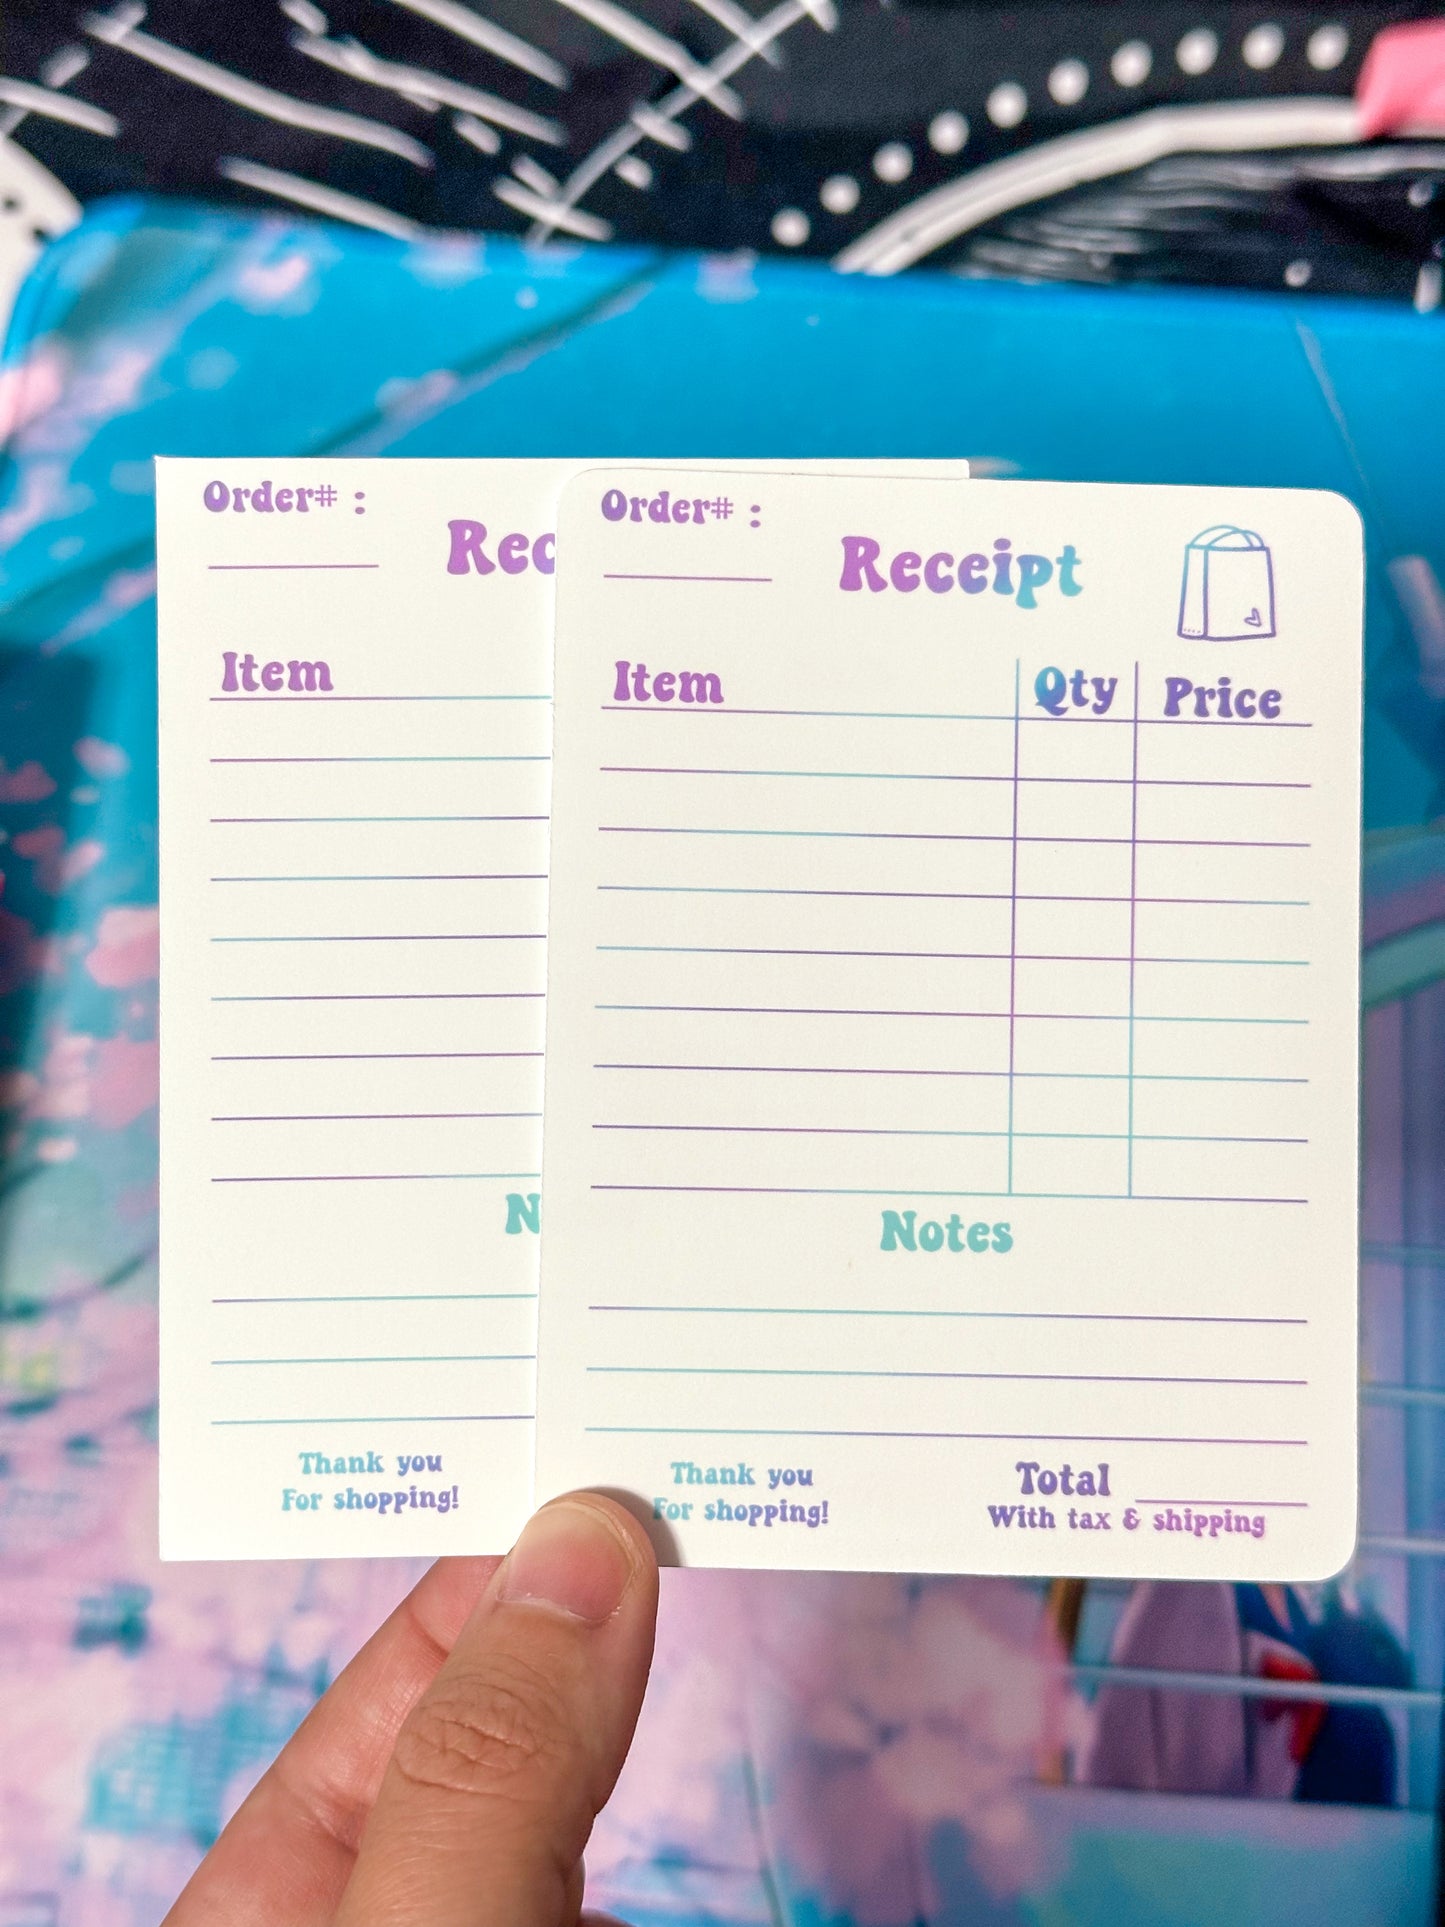 Order# :
Rec
Item
N
Thank you
For shopping!
Order# :
Receipt
Item Qty Price
Notes
Thank you
For shopping!
Total
With tax & shipping